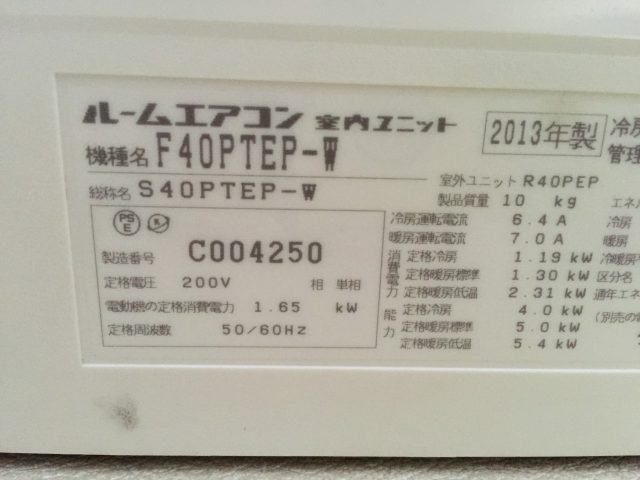 ルームエアコン 室内ユニット 2013年製 冷房
機種名 F40PTEP-W 管理
総称名 S40PTEP-W
室外ユニット R40PEP
製品質量 10 kg エネル
PS E
製造番号 C004250
定格電圧 200V 相 単相
電動機の定格消費電力 1.65 kW
定格周波数 50/60Hz
冷房運転電流 6.4 A 冷房
暖房運転電流 7.0 A 暖房
消費電力
定格冷房 1.19 kW 冷暖房平
定格暖房標準 1.30 kW 区分名
定格暖房低温 2.31 kW 通年エネ
能力
定格冷房 4.0 kW (別売の
定格暖房標準 5.0 kW
定格暖房低温 5.4 kW